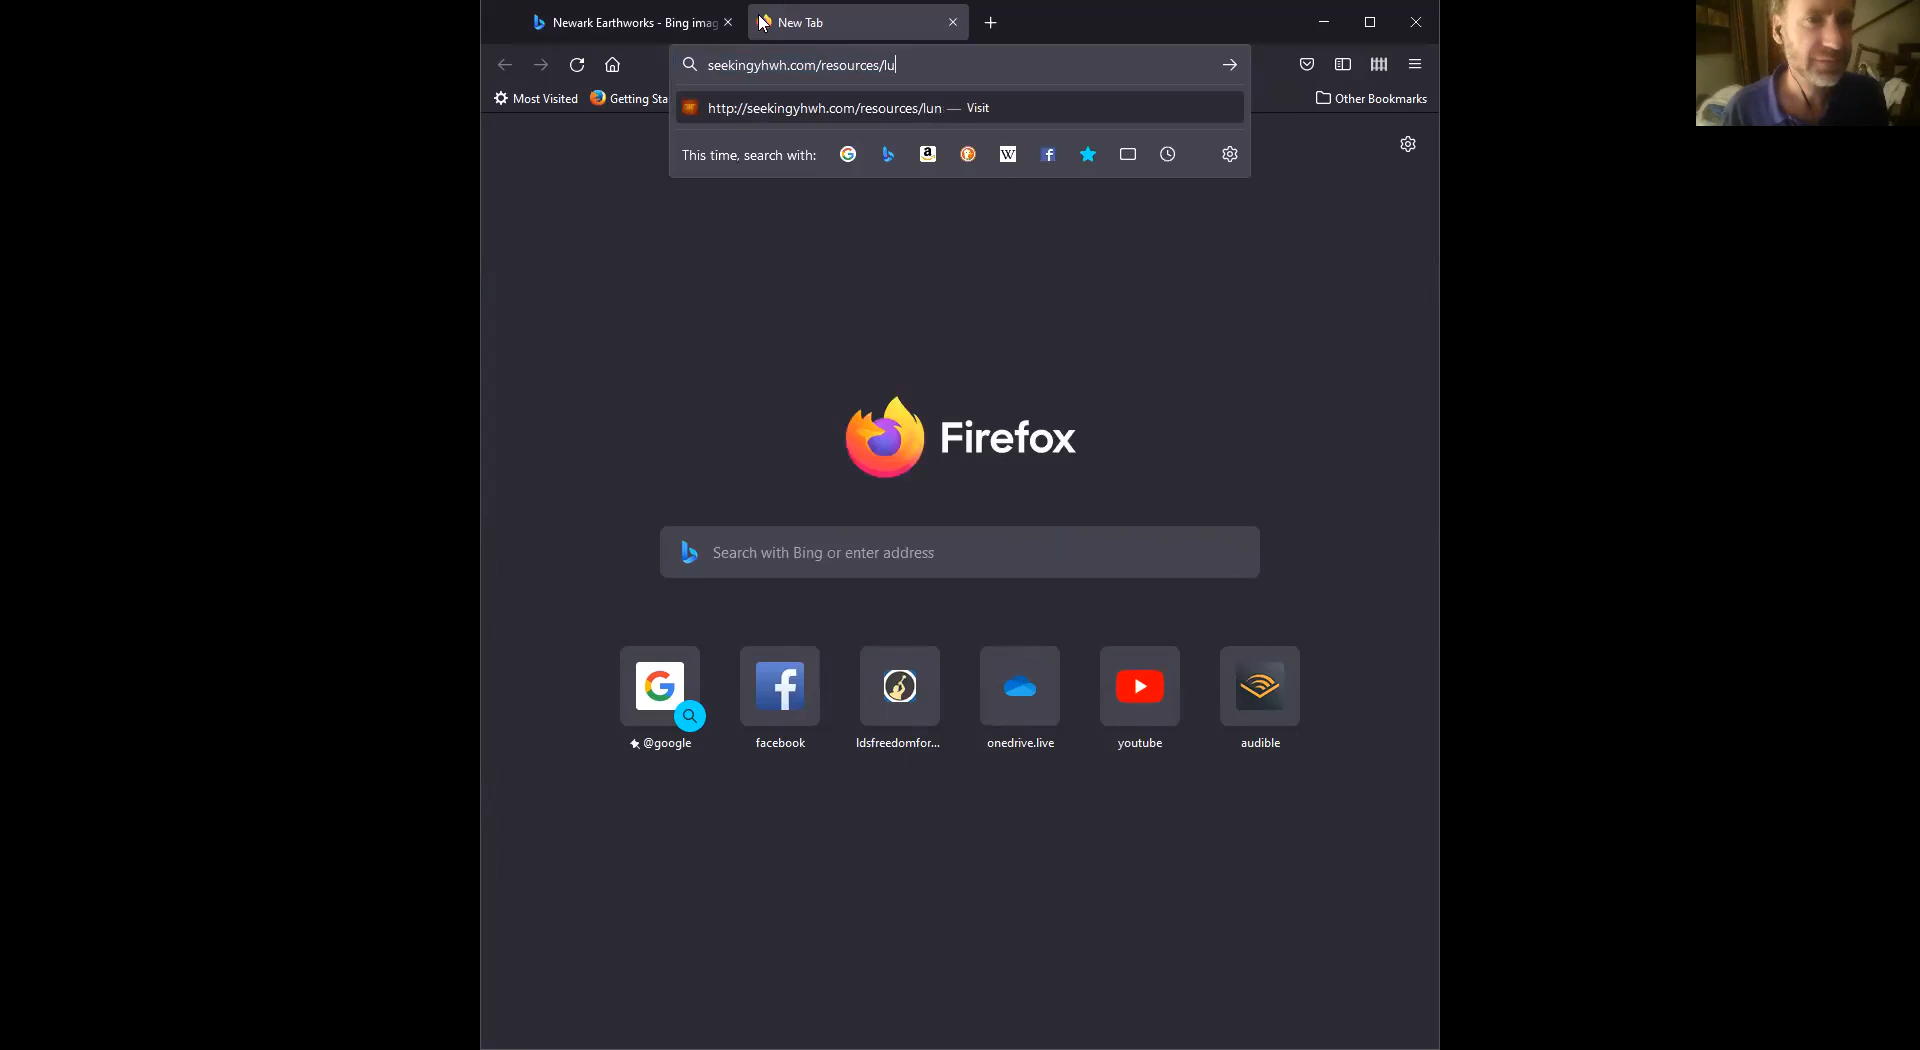 Newark Earthworks - Bing imag
New Tab
seekingyhwh.com/resources/lu
Most Visited
Getting Sta
Other Bookmarks
http://seekingyhwh.com/resources/lun — Visit
This time, search with:
Firefox
Search with Bing or enter address
@google
facebook
ldsfreedomfor...
onedrive.live
youtube
audible